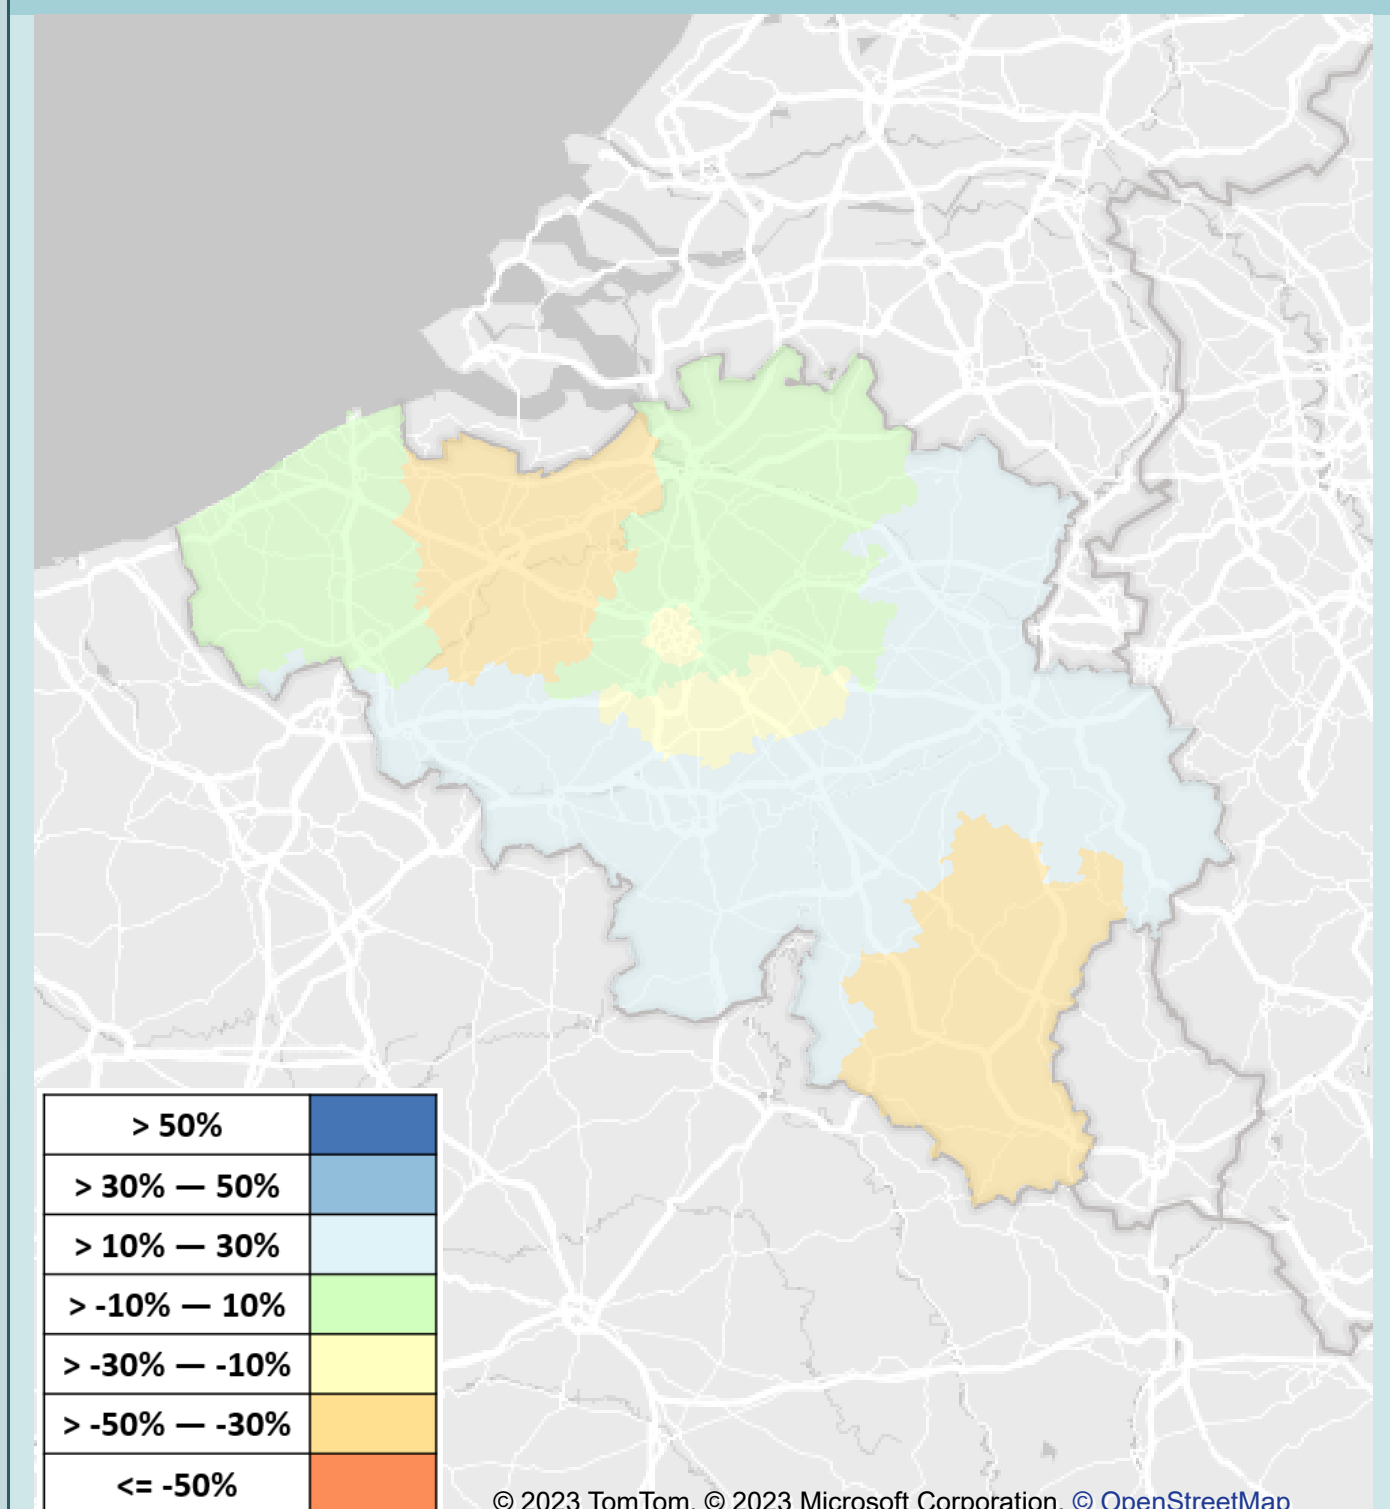 > 50%
> 30% — 50%
> 10% — 30%
> -10% — 10%
> -30% — -10%
> -50% — -30%
<= -50%
© 2023 TomTom, © 2023 Microsoft Corporation, © OpenStreetMap